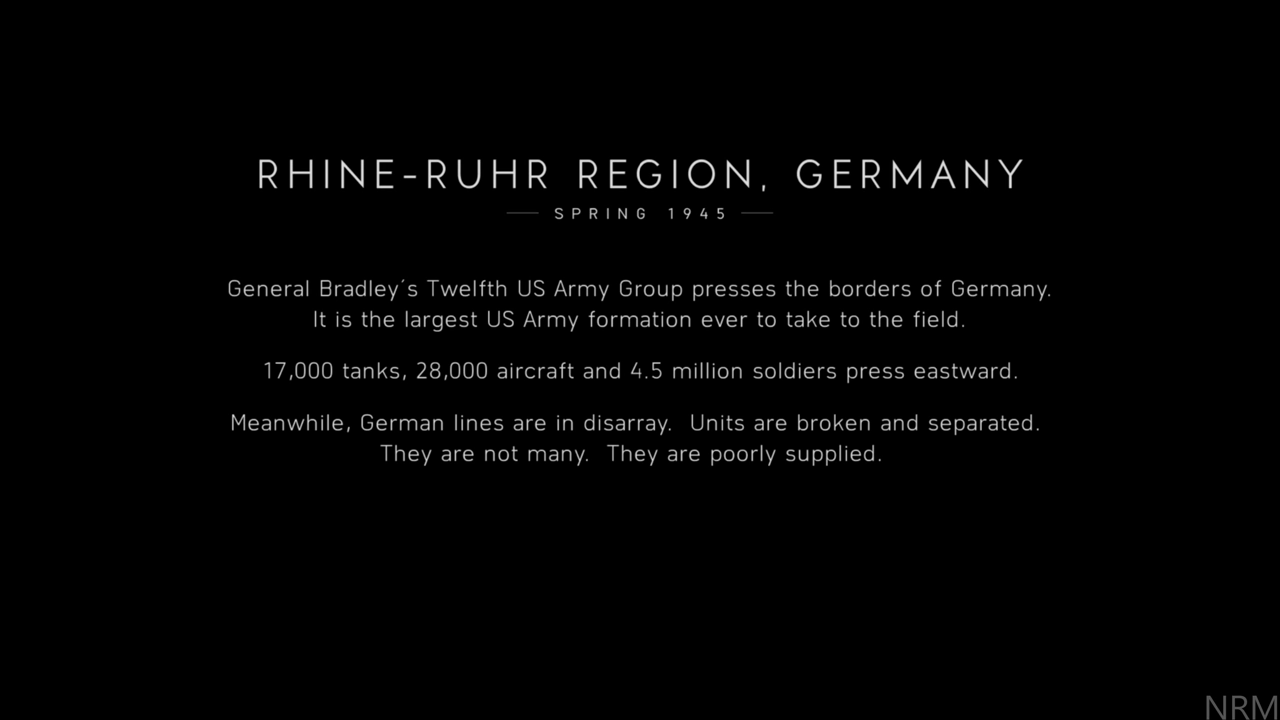 RHINE-RUHR REGION, GERMANY
SPRING 1945
General Bradley´s Twelfth US Army Group presses the borders of Germany.
It is the largest US Army formation ever to take to the field.
17,000 tanks, 28,000 aircraft and 4.5 million soldiers press eastward.
Meanwhile, German lines are in disarray.  Units are broken and separated.
They are not many.  They are poorly supplied.
NRM